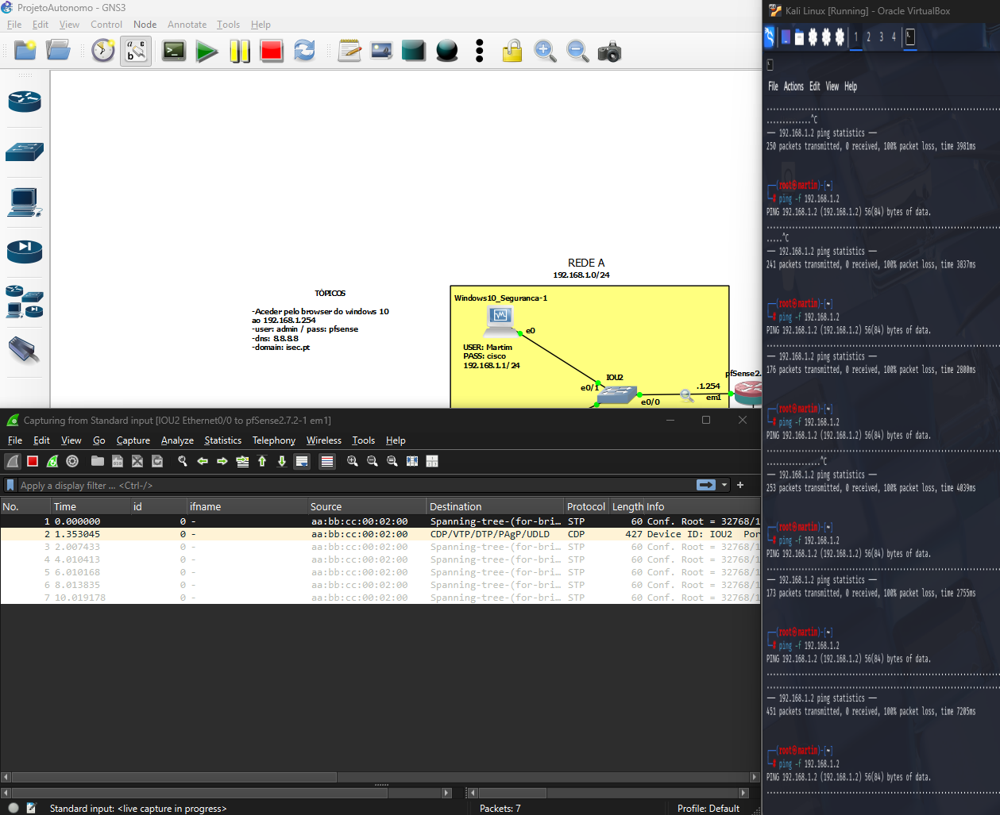 ProjetoAutonomo - GNS3
File Edit View Control Node Annotate Tools Help
TÓPICOS
-Aceder pelo browser do windows 10
ao 192.168.1.254
-user: admin / pass: pfsense
-dns: 8.8.8.8
-domain: isec.pt
REDE A
192.168.1.0/24
Windows10_Seguranca-1
e0
USER: Martim
PASS: cisco
192.168.1.1/24
IOU2
e0/1
e0/0
.1.254
em1
pfSense2.
Capturing from Standard input [IOU2 Ethernet0/0 to pfSense2.7.2-1 em1]
File Edit View Go Capture Analyze Statistics Telephony Wireless Tools Help
Apply a display filter ... <Ctrl-/>
No. Time id ifname Source Destination Protocol Length Info
1 0.000000 0 - aa:bb:cc:00:02:00 Spanning-tree-(for-bri… STP 60 Conf. Root = 32768/1
2 1.353045 0 - aa:bb:cc:00:02:00 CDP/VTP/DTP/PAgP/UDLD CDP 427 Device ID: IOU2 Por
3 2.007433 0 - aa:bb:cc:00:02:00 Spanning-tree-(for-bri… STP 60 Conf. Root = 32768/1
4 4.010413 0 - aa:bb:cc:00:02:00 Spanning-tree-(for-bri… STP 60 Conf. Root = 32768/1
5 6.010168 0 - aa:bb:cc:00:02:00 Spanning-tree-(for-bri… STP 60 Conf. Root = 32768/1
6 8.013835 0 - aa:bb:cc:00:02:00 Spanning-tree-(for-bri… STP 60 Conf. Root = 32768/1
7 10.019178 0 - aa:bb:cc:00:02:00 Spanning-tree-(for-bri… STP 60 Conf. Root = 32768/1
Standard input: <live capture in progress> Packets: 7 Profile: Default
Kali Linux [Running] - Oracle VirtualBox
1 2 3 4
File Actions Edit View Help
..............^C
── 192.168.1.2 ping statistics ──
250 packets transmitted, 0 received, 100% packet loss, time 3981ms
┌──(root㉿martin)-[~]
└─# ping -f 192.168.1.2
PING 192.168.1.2 (192.168.1.2) 56(84) bytes of data.
.....^C
── 192.168.1.2 ping statistics ──
241 packets transmitted, 0 received, 100% packet loss, time 3837ms
┌──(root㉿martin)-[~]
└─# ping -f 192.168.1.2
PING 192.168.1.2 (192.168.1.2) 56(84) bytes of data.
── 192.168.1.2 ping statistics ──
176 packets transmitted, 0 received, 100% packet loss, time 2800ms
┌──(root㉿martin)-[~]
└─# ping -f 192.168.1.2
PING 192.168.1.2 (192.168.1.2) 56(84) bytes of data.
.................^C
── 192.168.1.2 ping statistics ──
253 packets transmitted, 0 received, 100% packet loss, time 4039ms
┌──(root㉿martin)-[~]
└─# ping -f 192.168.1.2
PING 192.168.1.2 (192.168.1.2) 56(84) bytes of data.
── 192.168.1.2 ping statistics ──
173 packets transmitted, 0 received, 100% packet loss, time 2755ms
┌──(root㉿martin)-[~]
└─# ping -f 192.168.1.2
PING 192.168.1.2 (192.168.1.2) 56(84) bytes of data.
── 192.168.1.2 ping statistics ──
451 packets transmitted, 0 received, 100% packet loss, time 7205ms
┌──(root㉿martin)-[~]
└─# ping -f 192.168.1.2
PING 192.168.1.2 (192.168.1.2) 56(84) bytes of data.